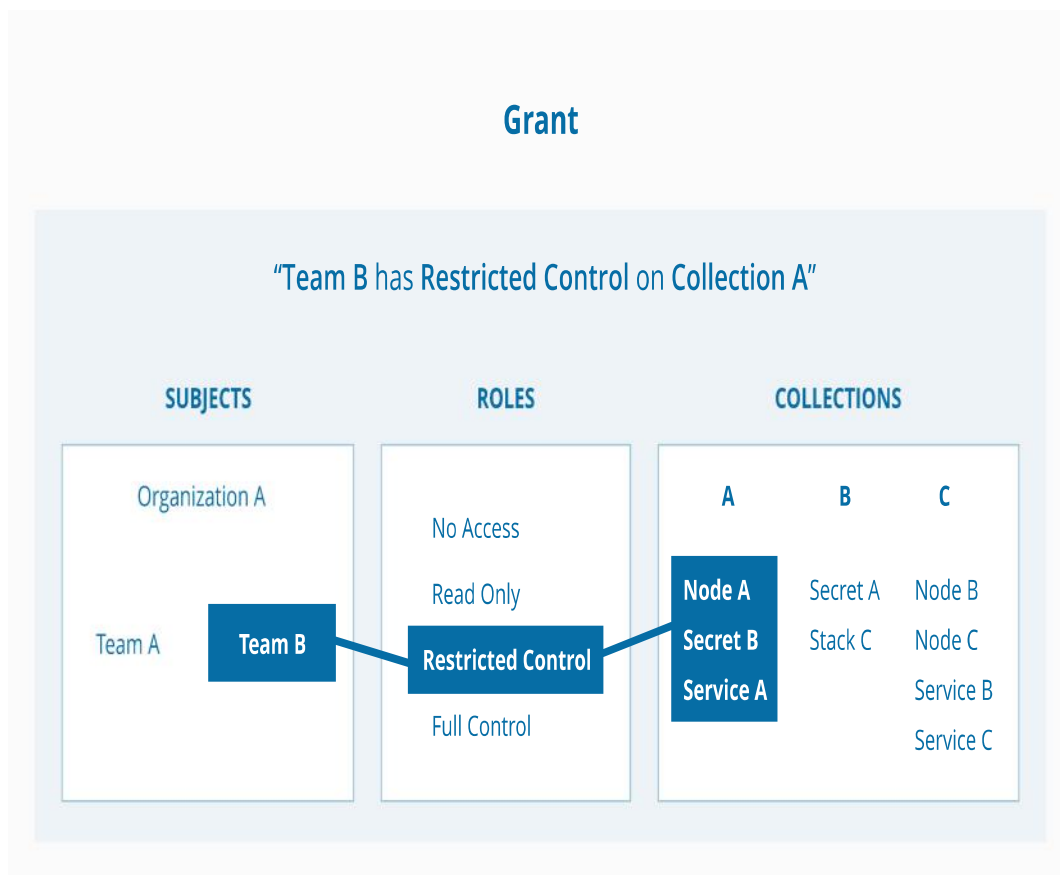 Grant
“Team B has Restricted Control on Collection A”
SUBJECTS
Organization A
Team A
Team B
ROLES
No Access
Read Only
Restricted Control
Full Control
COLLECTIONS
A
Node A
Secret B
Service A
B
Secret A
Stack C
C
Node B
Node C
Service B
Service C